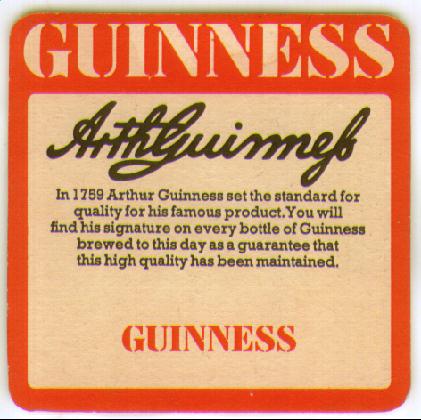 GUINNESS
Arth Guinness
In 1759 Arthur Guinness set the standard for
quality for his famous product. You will
find his signature on every bottle of Guinness
brewed to this day as a guarantee that
this high quality has been maintained.
GUINNESS